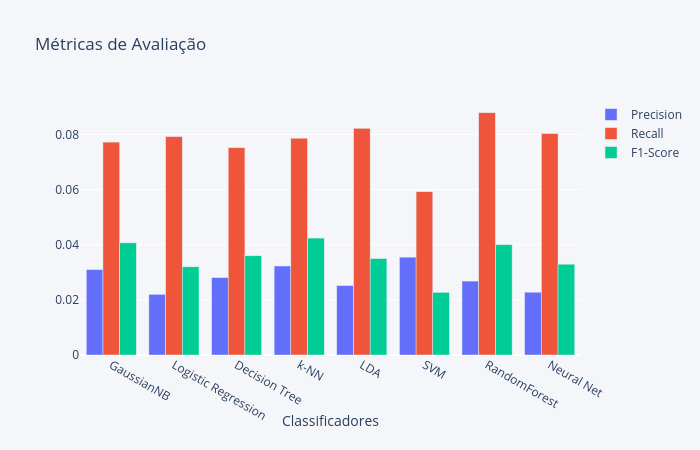 Métricas de Avaliação
Precision
Recall
F1-Score
0.08
0.06
0.04
0.02
0
GaussianNB
Logistic Regression
Decision Tree
k-NN
LDA
SVM
RandomForest
Neural Net
Classificadores